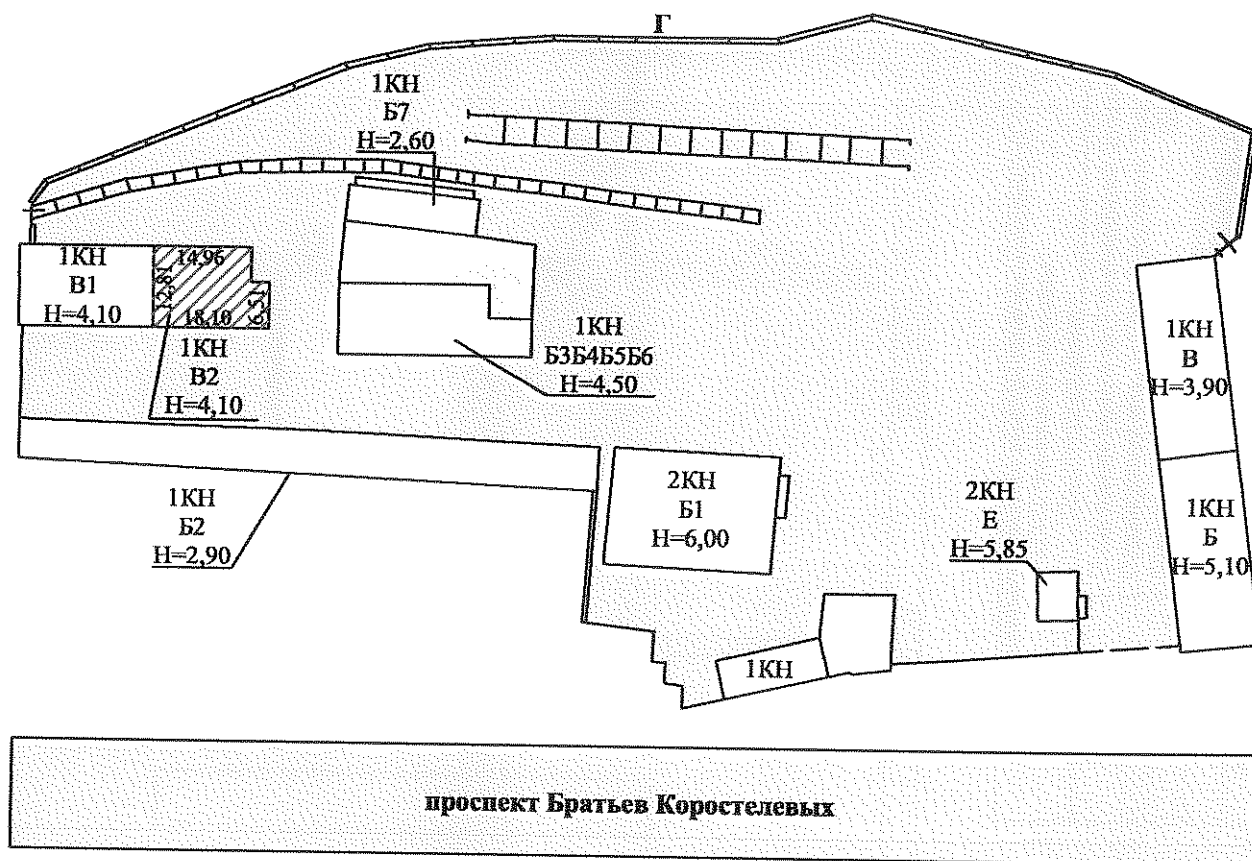 Г
1КН
Б7
Н=2,60
1КН
В1
Н=4,10
14,96
12,81
18,10
6,51
1КН
В2
Н=4,10
1КН
Б3Б4Б5Б6
Н=4,50
1КН
В
Н=3,90
1КН
Б2
Н=2,90
2КН
Б1
Н=6,00
2КН
Е
Н=5,85
1КН
Б
Н=5,10
1КН
проспект Братьев Коростелевых